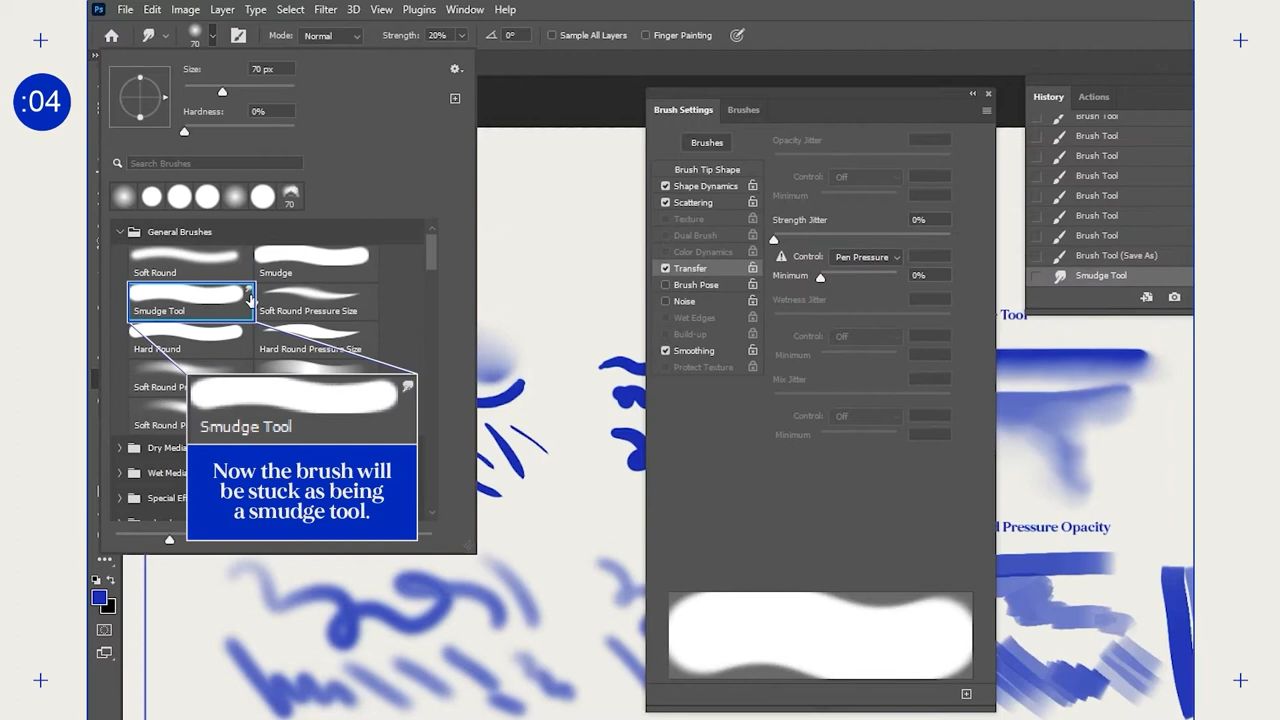 Ps File Edit Image Layer Type Select Filter 3D View Plugins Window Help
70 Mode: Normal Strength: 20% 0° Sample All Layers Finger Painting
:04
Size: 70 px
Hardness: 0%
Search Brushes
70
General Brushes
Soft Round Smudge
Smudge Tool Soft Round Pressure Size
Hard Round Hard Round Pressure Size
Soft Round Pr
Soft Round P
Dry Media
Wet Media
Special Ef
Smudge Tool
Now the brush will
be stuck as being
a smudge tool.
Brush Settings Brushes
Brushes
Brush Tip Shape
Shape Dynamics
Scattering
Texture
Dual Brush
Color Dynamics
Transfer
Brush Pose
Noise
Wet Edges
Build-up
Smoothing
Protect Texture
Opacity Jitter
Control: Off
Minimum
Strength Jitter 0%
Control: Pen Pressure
Minimum 0%
Wetness Jitter
Control: Off
Minimum
Mix Jitter
Control: Off
Minimum
History Actions
Brush Tool
Brush Tool
Brush Tool
Brush Tool
Brush Tool
Brush Tool
Brush Tool
Brush Tool (Save As)
Smudge Tool
Tool
d Pressure Opacity